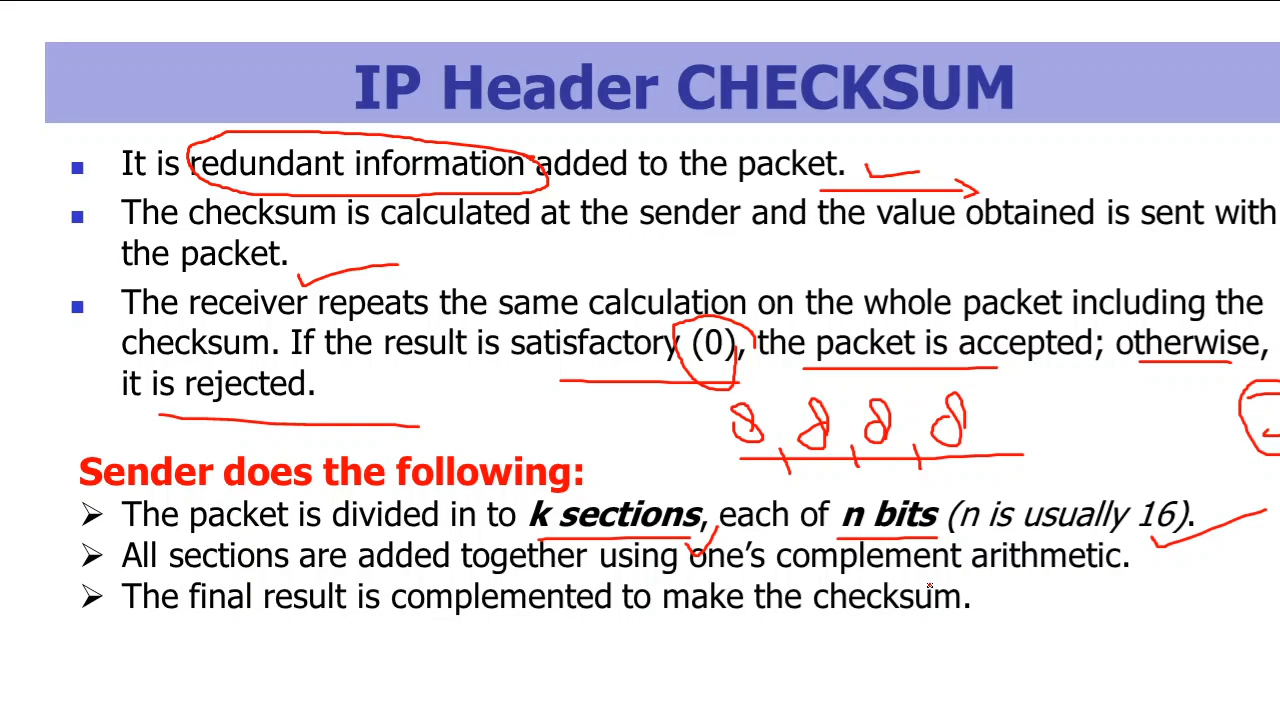 IP Header CHECKSUM
It is redundant information added to the packet.
The checksum is calculated at the sender and the value obtained is sent with
the packet.
The receiver repeats the same calculation on the whole packet including the
checksum. If the result is satisfactory (0), the packet is accepted; otherwise,
it is rejected.
8 8 8 8
Sender does the following:
The packet is divided in to k sections, each of n bits (n is usually 16).
All sections are added together using one's complement arithmetic.
The final result is complemented to make the checksum.